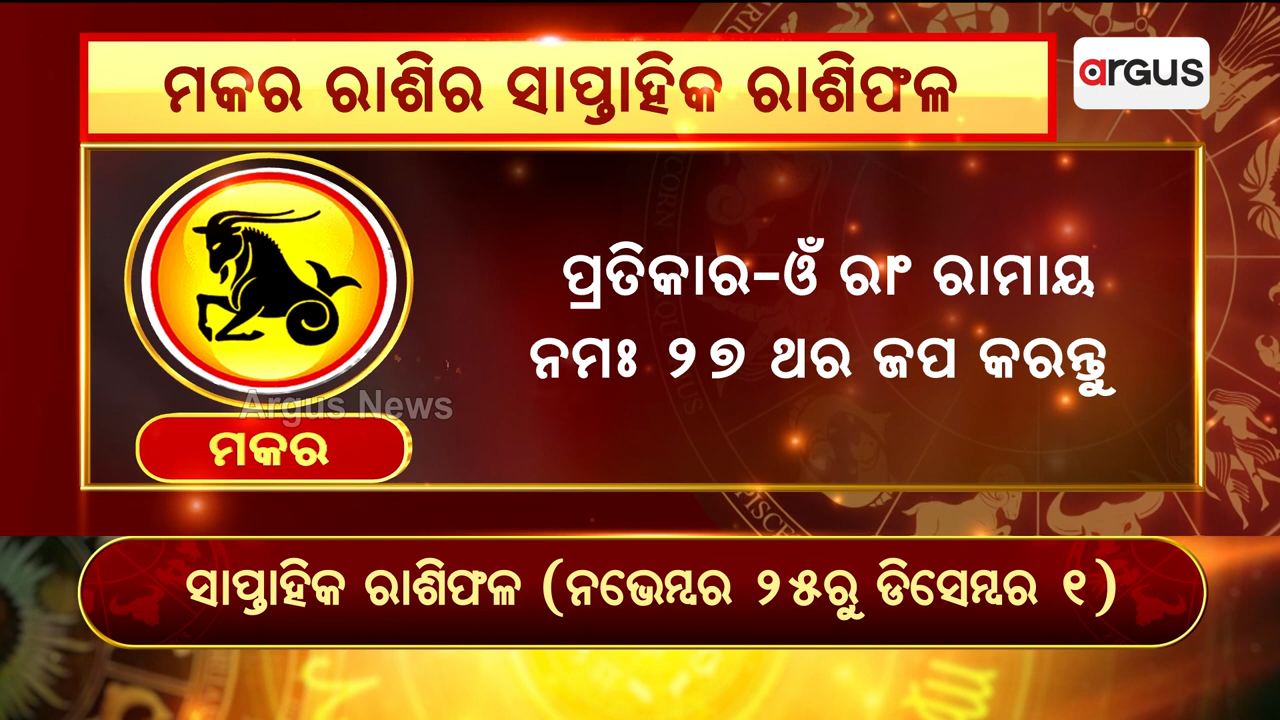 ମକର ରାଶିର ସାପ୍ତାହିକ ରାଶିଫଳ
argus
ପ୍ରତିକାର-ଓଁ ରାଂ ରାମାୟ
ନମଃ ୨୭ ଥର ଜପ କରନ୍ତୁ
Argus News
ମକର
ସାପ୍ତାହିକ ରାଶିଫଳ (ନଭେମ୍ବର ୨୫ରୁ ଡିସେମ୍ବର ୧)